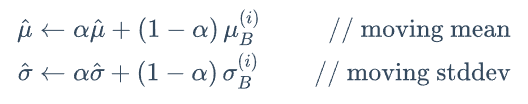 μ̂ ← αμ̂ + (1 − α) μ_B^(i) // moving mean
σ̂ ← ασ̂ + (1 − α) σ_B^(i) // moving stddev